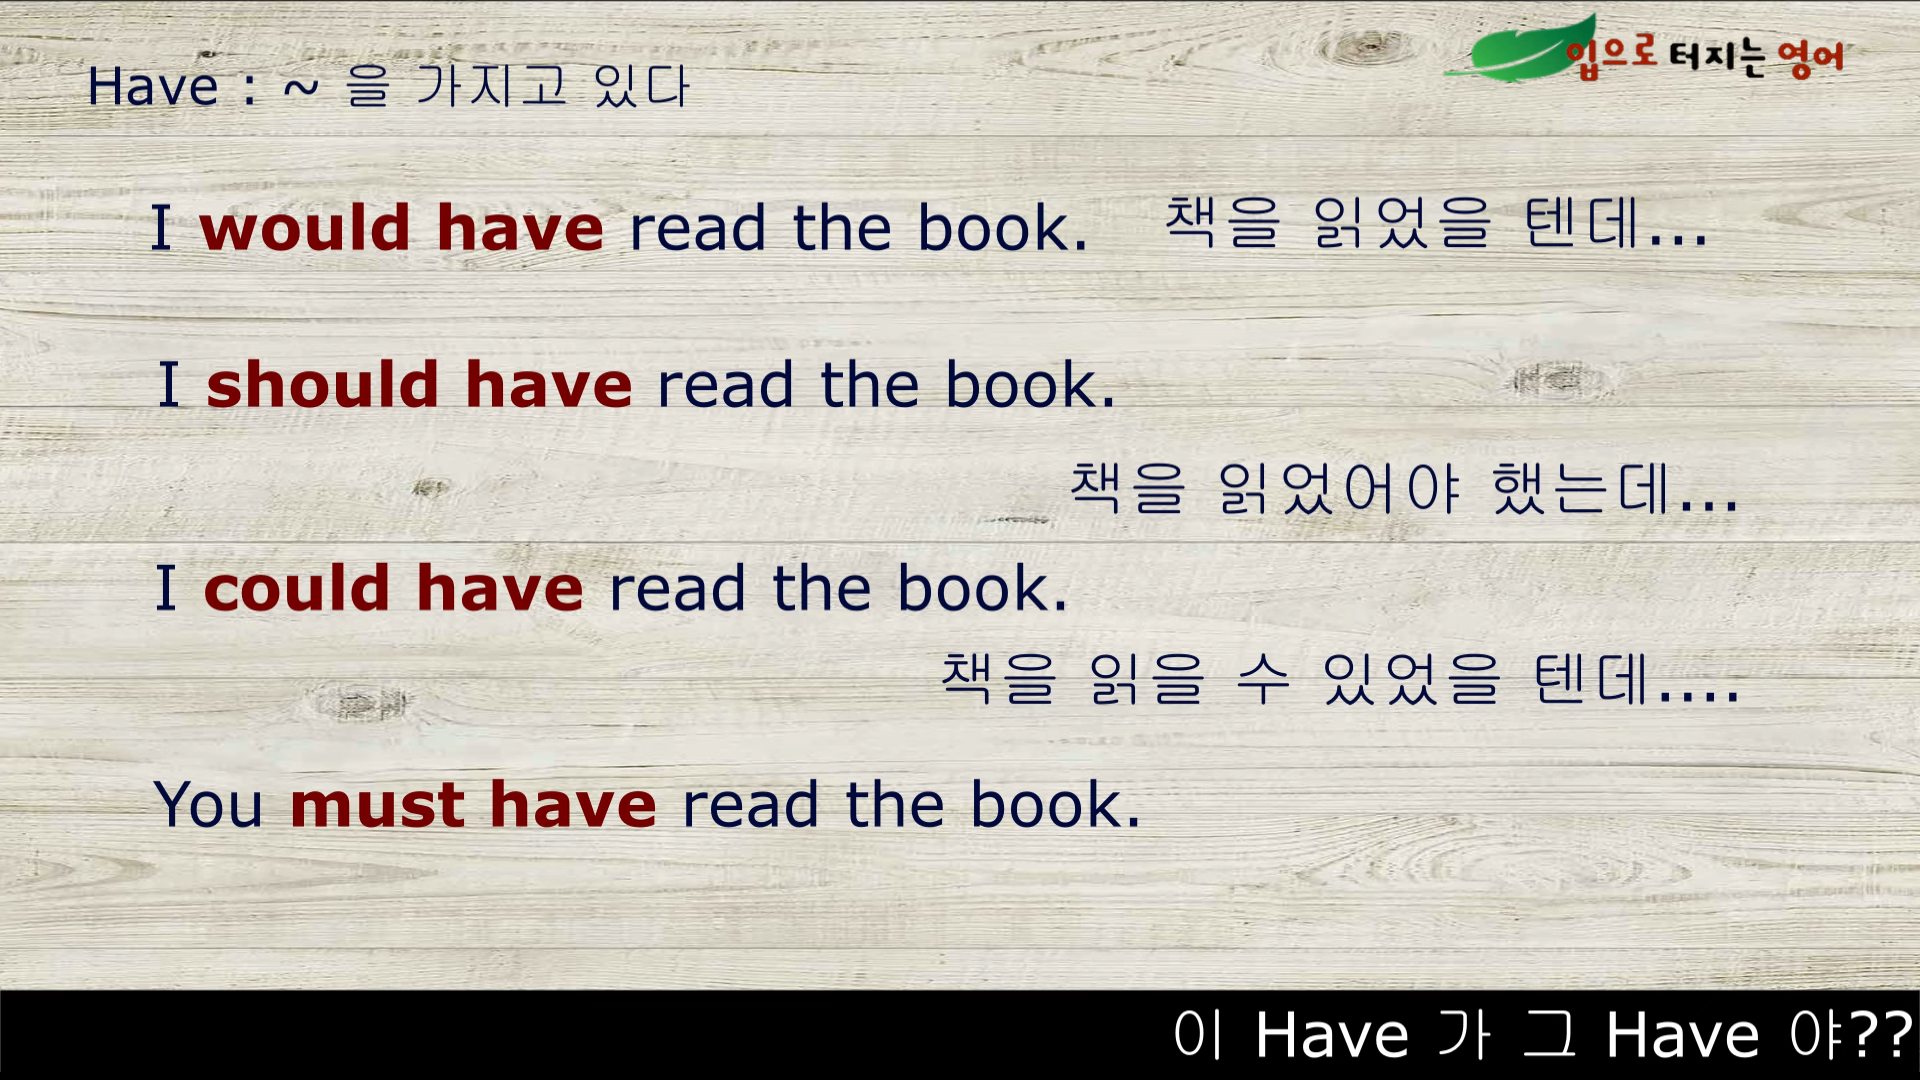 입으로 터지는 영어
Have : ~ 을 가지고 있다
I would have read the book. 책을 읽었을 텐데...
I should have read the book.
책을 읽었어야 했는데...
I could have read the book.
책을 읽을 수 있었을 텐데....
You must have read the book.
이 Have 가 그 Have 야??